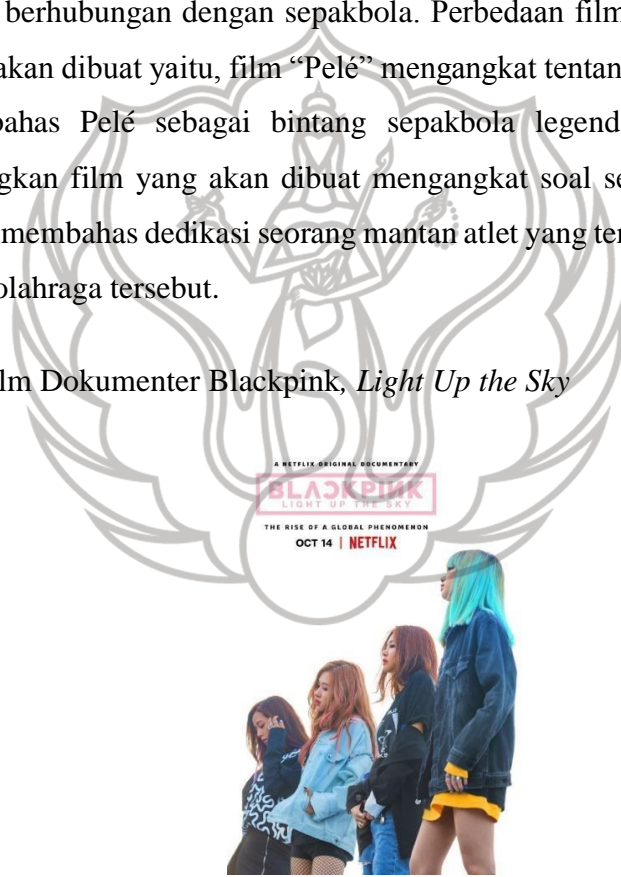 berhubungan dengan sepakbola. Perbedaan film
akan dibuat yaitu, film “Pelé” mengangkat tentan
bahas Pelé sebagai bintang sepakbola legend
gkan film yang akan dibuat mengangkat soal se
membahas dedikasi seorang mantan atlet yang ter
olahraga tersebut.
lm Dokumenter Blackpink, Light Up the Sky
A NETFLIX ORIGINAL DOCUMENTARY
BLACKPINK
LIGHT UP THE SKY
THE RISE OF A GLOBAL PHENOMENON
OCT 14 | NETFLIX